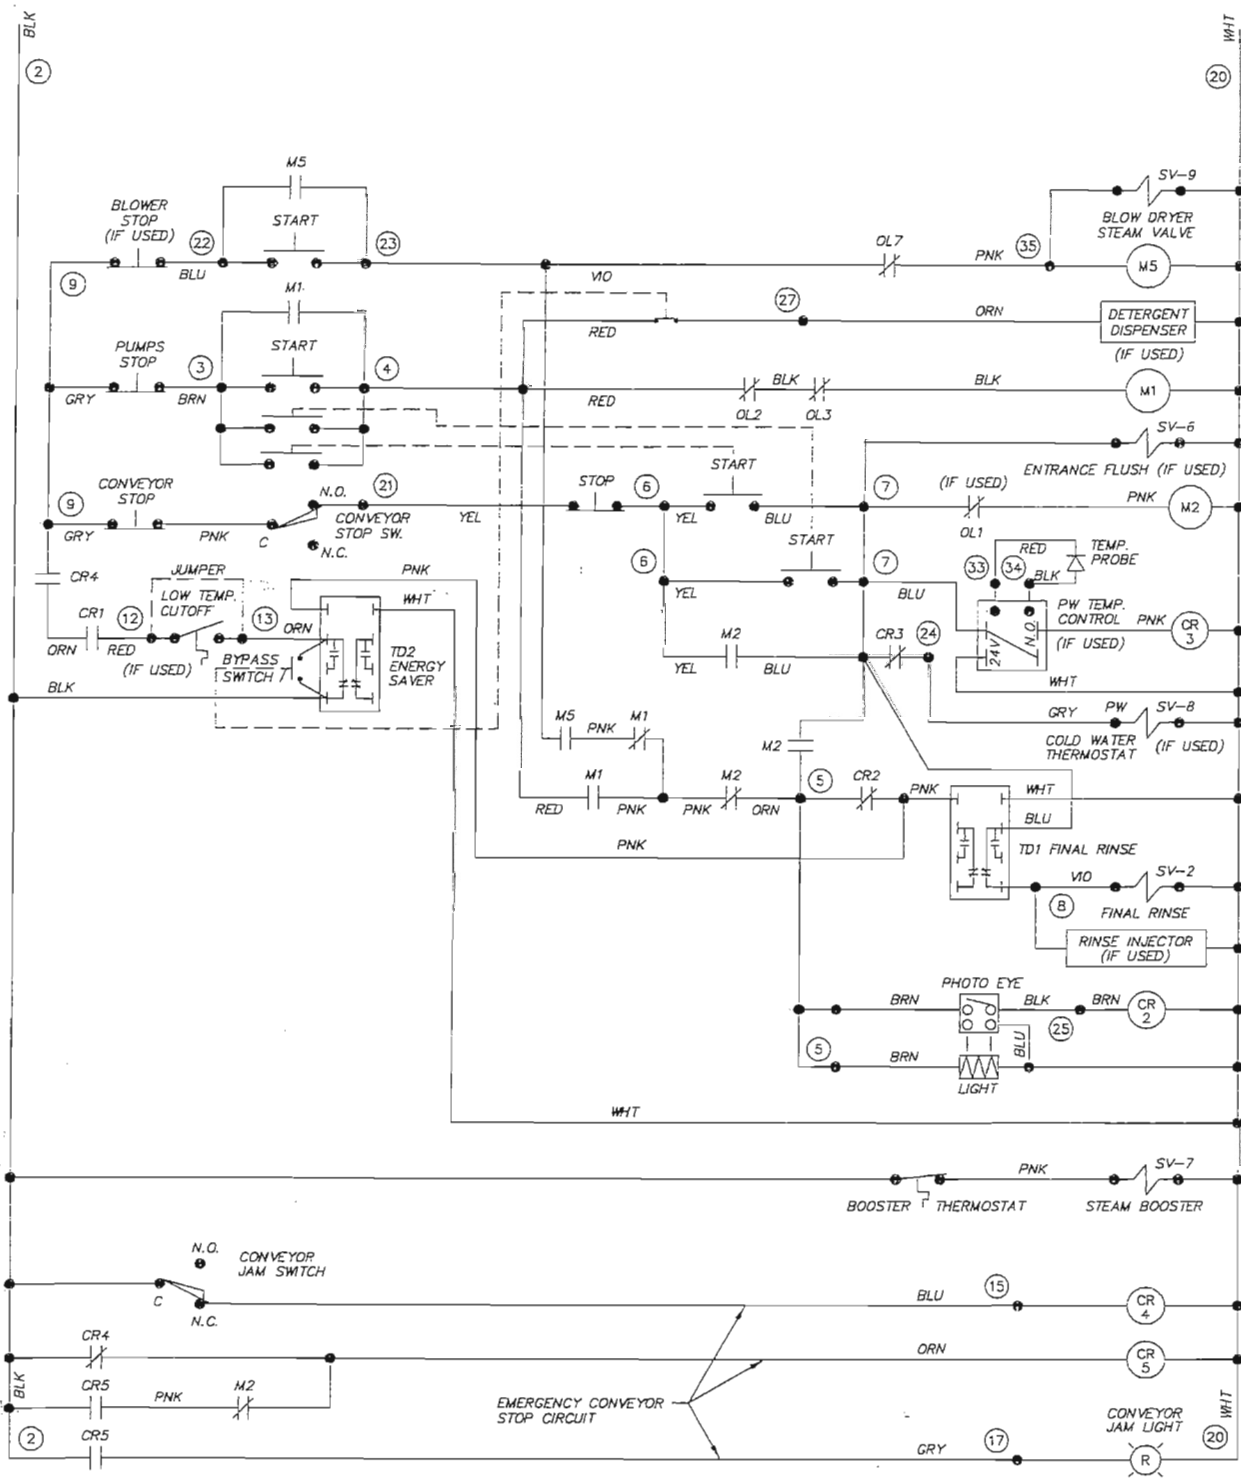 BLK
WHT
2
20
M5
SV-9
BLOWER
STOP
(IF USED)
22
START
23
BLOW DRYER
STEAM VALVE
OL7
PNK
35
M5
BLU
9
VIO
M1
27
ORN
DETERGENT
DISPENSER
RED
(IF USED)
PUMPS
STOP
3
START
4
GRY
BRN
RED
BLK
BLK
M1
OL2
OL3
SV-6
START
ENTRANCE FLUSH (IF USED)
CONVEYOR
STOP
9
N.O.
21
STOP
6
7
(IF USED)
PNK
M2
GRY
PNK
C
CONVEYOR
STOP SW.
YEL
YEL
BLU
OL1
N.C.
START
RED
TEMP.
PROBE
33
34
BLK
6
7
CR4
JUMPER
PNK
YEL
BLU
LOW TEMP.
CUTOFF
WHT
PW TEMP.
CONTROL
PNK
CR
3
CR1
12
13
ORN
M2
CR3
24
24V
N.O.
(IF USED)
ORN
RED
(IF USED)
TD2
ENERGY
SAVER
BYPASS
SWITCH
YEL
BLU
WHT
BLK
GRY
PW
SV-8
M5
PNK
M1
M2
COLD WATER
THERMOSTAT
(IF USED)
M1
M2
5
CR2
PNK
WHT
RED
PNK
PNK
ORN
BLU
PNK
TD1 FINAL RINSE
VIO
SV-2
8
FINAL RINSE
RINSE INJECTOR
(IF USED)
PHOTO EYE
BRN
BLK
BRN
CR
2
25
5
BRN
BLU
LIGHT
WHT
PNK
SV-7
BOOSTER
THERMOSTAT
STEAM BOOSTER
N.O.
CONVEYOR
JAM SWITCH
C
N.C.
BLU
15
CR
4
CR4
ORN
CR
5
BLK
CR5
PNK
M2
EMERGENCY CONVEYOR
STOP CIRCUIT
CONVEYOR
JAM LIGHT
WHT
2
CR5
GRY
17
R
20